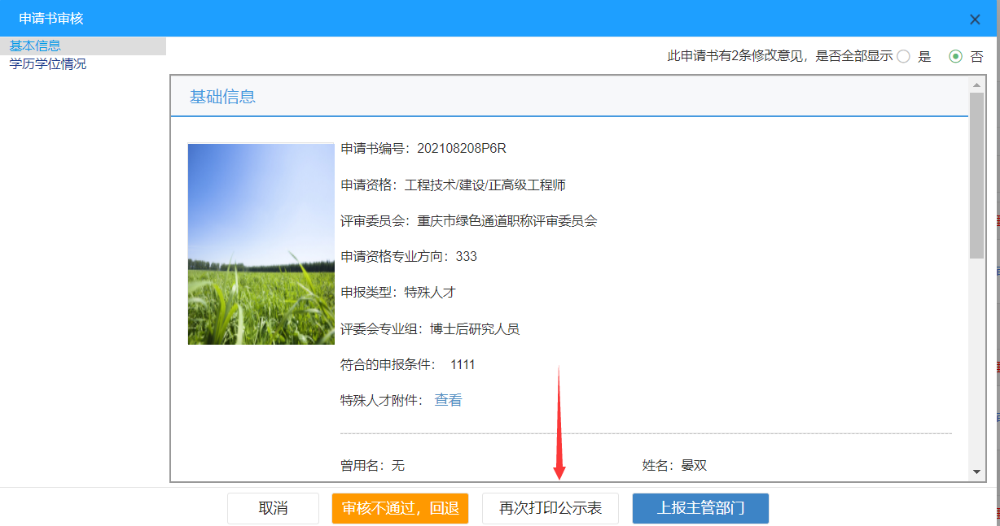 申请书审核
基本信息
学历学位情况
此申请书有2条修改意见，是否全部显示 是 否
基础信息
申请书编号：202108208P6R
申请资格：工程技术/建设/正高级工程师
评审委员会：重庆市绿色通道职称评审委员会
申请资格专业方向：333
申报类型：特殊人才
评委会专业组：博士后研究人员
符合的申报条件： 1111
特殊人才附件： 查看
曾用名：无 姓名：晏双
取消 审核不通过，回退 再次打印公示表 上报主管部门